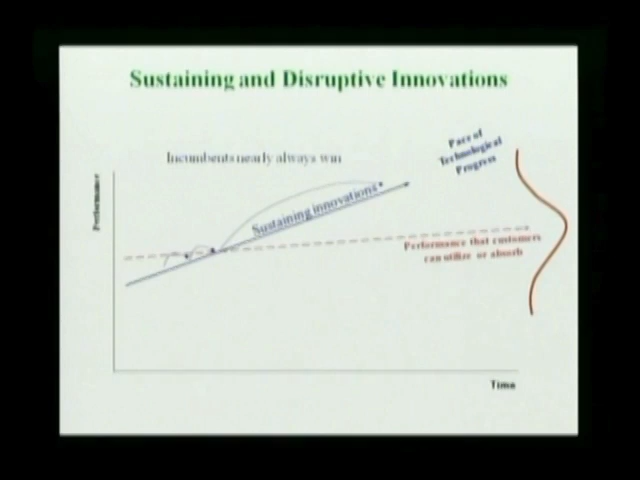 Sustaining and Disruptive Innovations
Incumbents nearly always win
Pace of
Technological
Progress
Performance
Sustaining innovations
Performance that customers
can utilize or absorb
Time